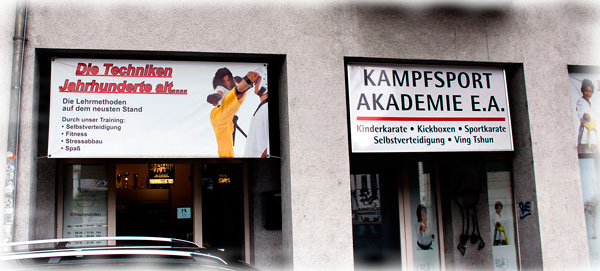 Die Techniken
Jahrhunderte alt....
Die Lehrmethoden
auf dem neusten Stand
Durch unser Training:
• Selbstverteidigung
• Fitness
• Stressabbau
• Spaß
KAMPFSPORT
AKADEMIE E.A.
Kinderkarate • Kickboxen • Sportkarate
Selbstverteidigung • Ving Tshun